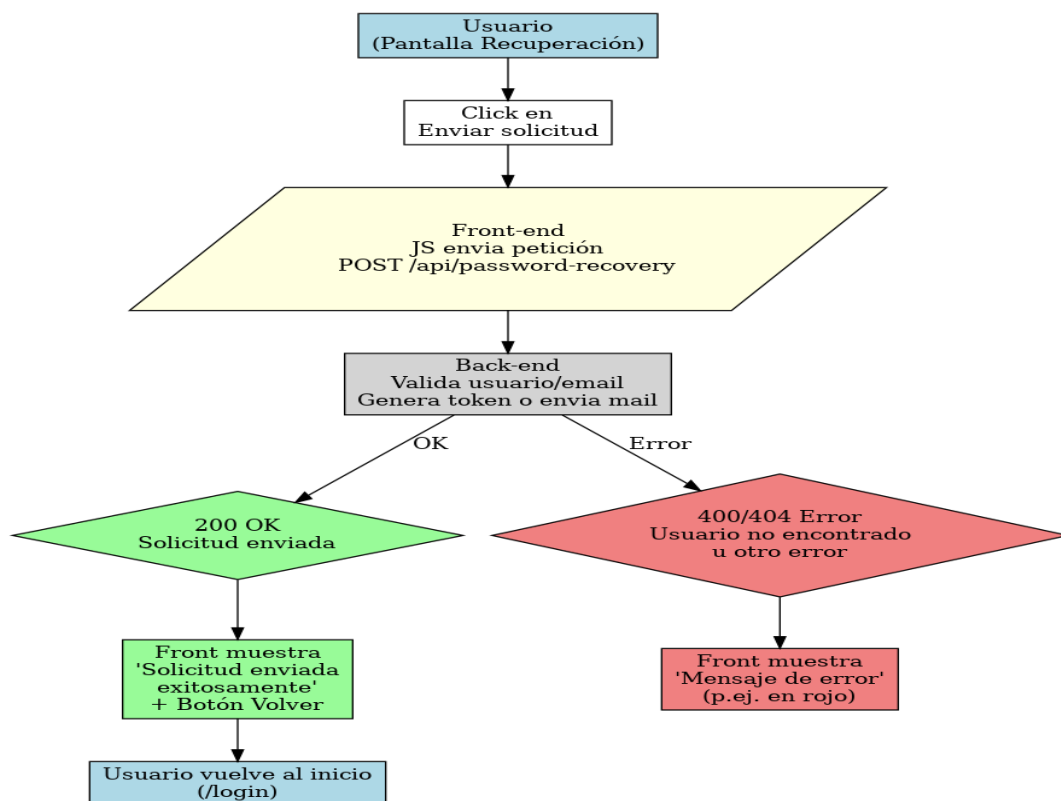 Usuario
(Pantalla Recuperación)
Click en
Enviar solicitud
Front-end
JS envia petición
POST /api/password-recovery
Back-end
Valida usuario/email
Genera token o envia mail
OK
Error
200 OK
Solicitud enviada
400/404 Error
Usuario no encontrado
u otro error
Front muestra
'Solicitud enviada
exitosamente'
+ Botón Volver
Front muestra
'Mensaje de error'
(p.ej. en rojo)
Usuario vuelve al inicio
(/login)